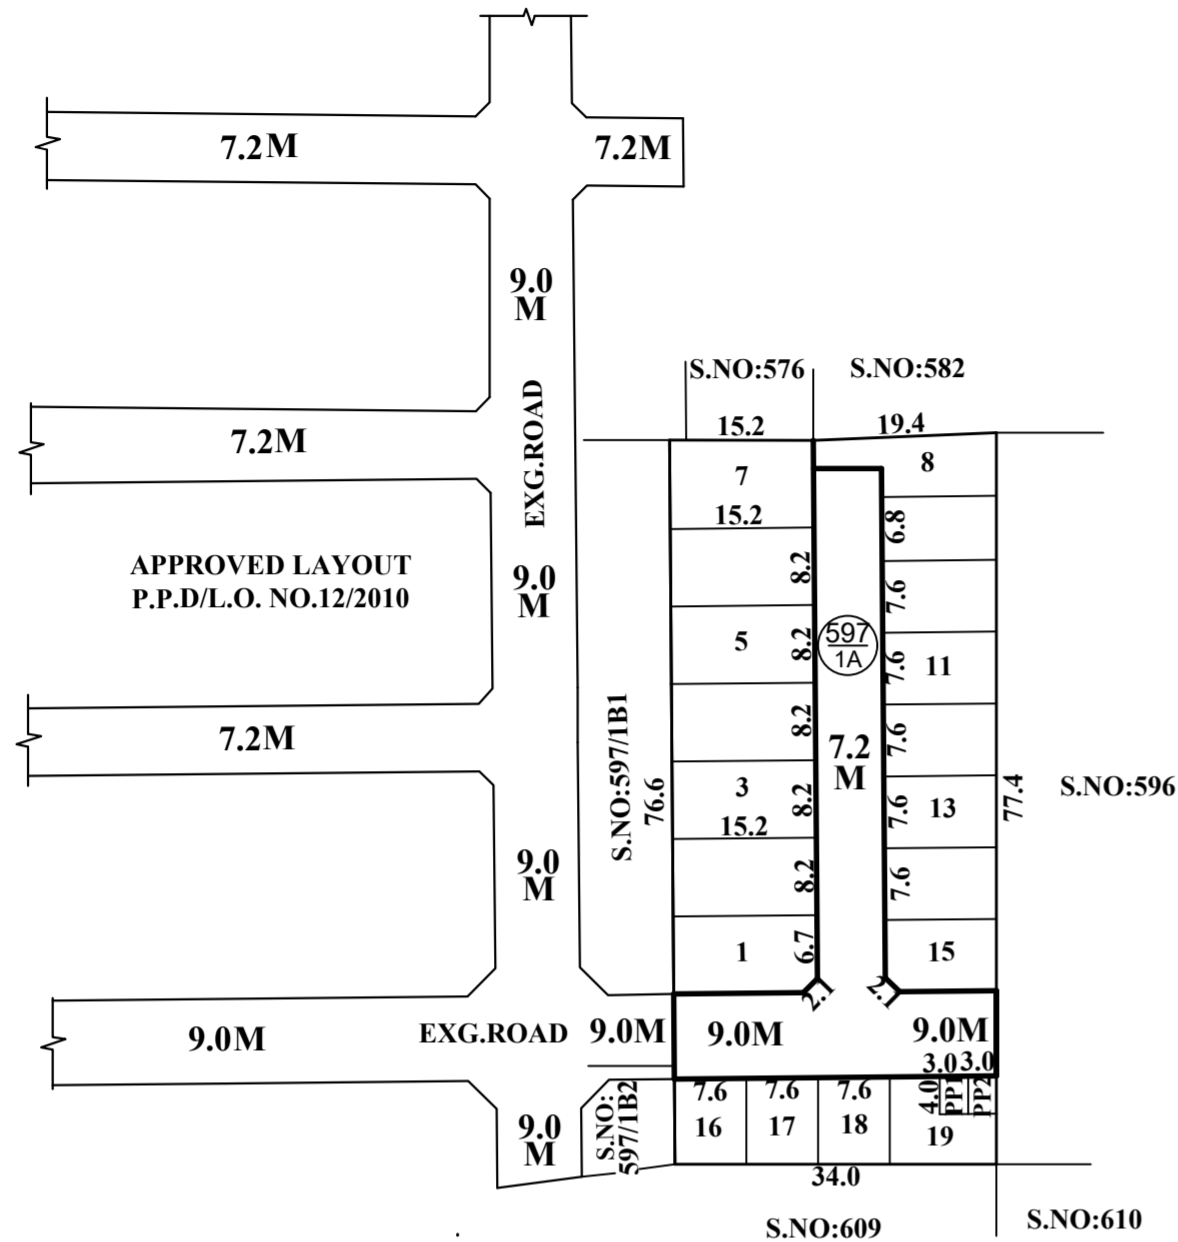 7.2M
7.2M
9.0
M
S.NO:576
S.NO:582
15.2
19.4
EXG.ROAD
7.2M
7
8
15.2
6.8
APPROVED LAYOUT
P.P.D/L.O. NO.12/2010
9.0
M
8.2
7.6
5
8.2
597
1A
7.6
11
S.NO:597/1B1
8.2
7.2
M
7.6
7.2M
76.6
3
15.2
8.2
7.6
13
77.4
S.NO:596
9.0
M
8.2
7.6
1
6.7
15
2.1
2.1
9.0M
EXG.ROAD
9.0M
9.0M
9.0M
3.0
3.0
7.6
7.6
7.6
4.0
PP1
PP2
9.0
M
S.NO:
597/1B2
16
17
18
19
34.0
S.NO:609
S.NO:610